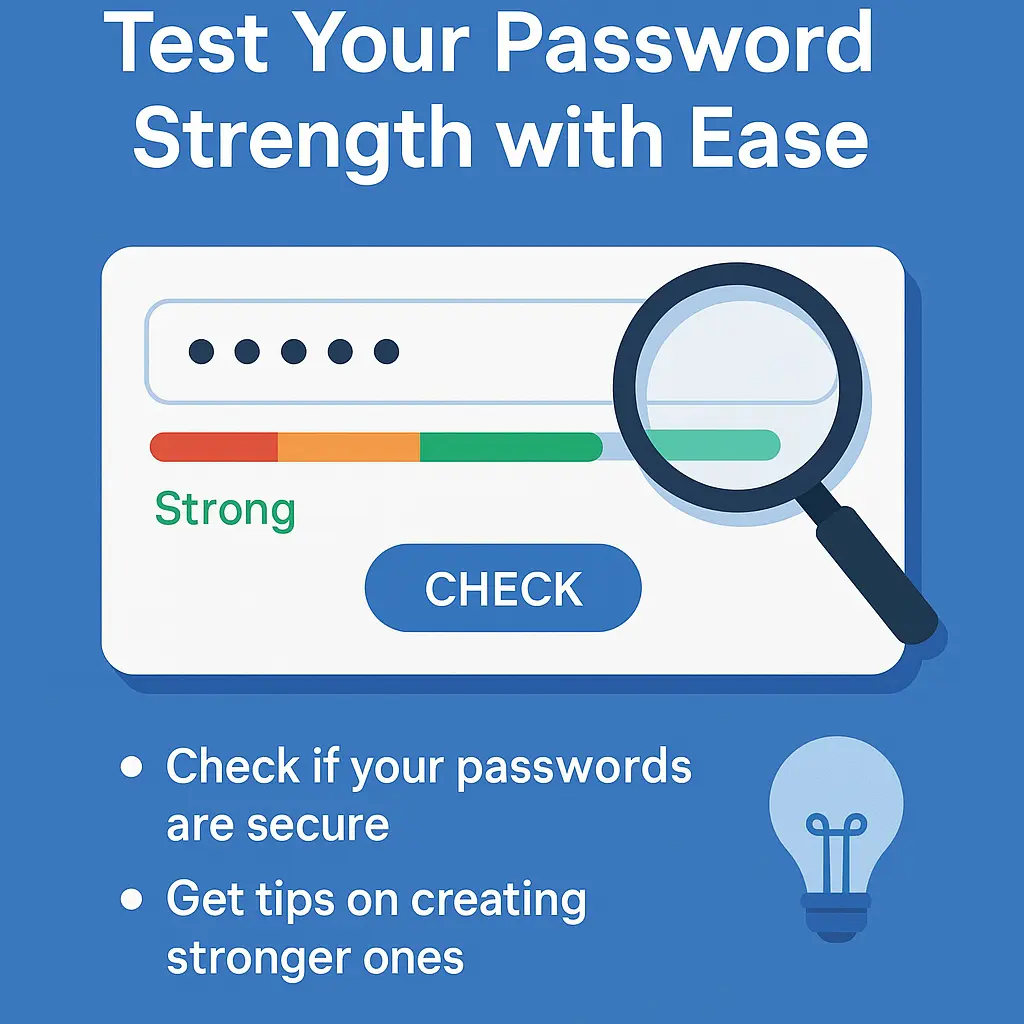 Test Your Password
Strength with Ease
Strong
CHECK
Check if your passwords
are secure
Get tips on creating
stronger ones